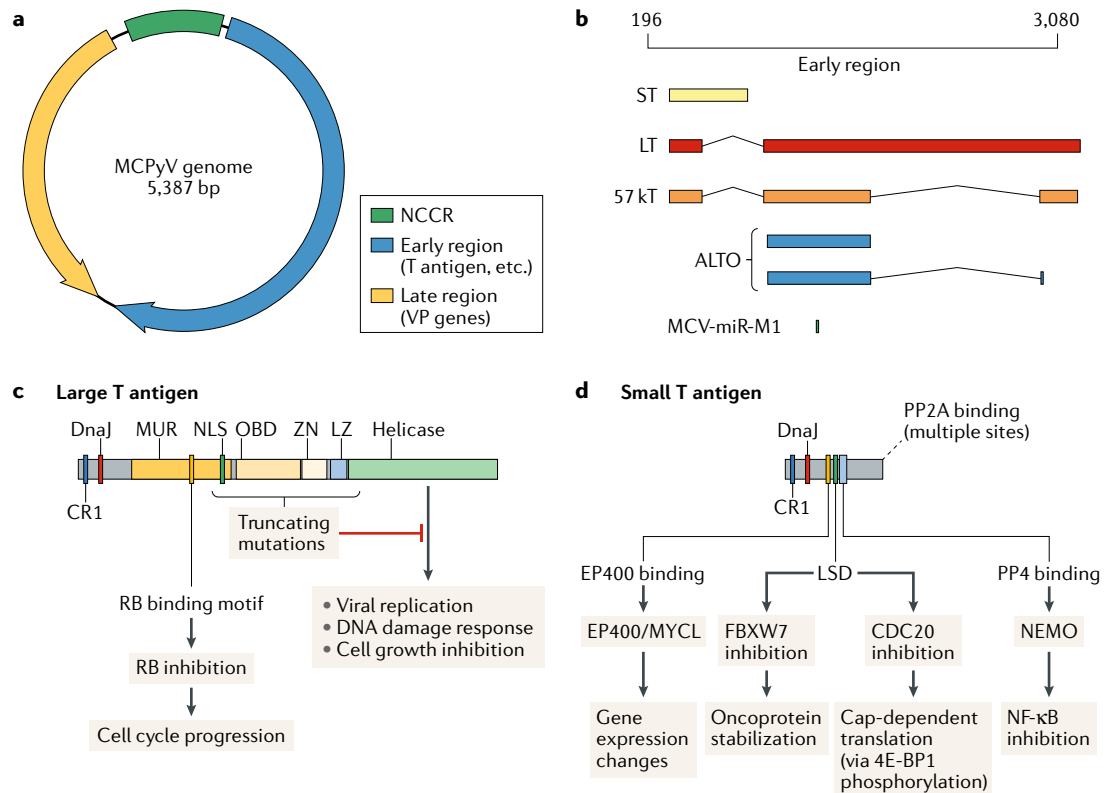 a
MCPyV genome
5,387 bp
NCCR
Early region
(T antigen, etc.)
Late region
(VP genes)
b
196
3,080
Early region
ST
LT
57 kT
ALTO
MCV-miR-M1
c
Large T antigen
DnaJ
MUR
NLS
OBD
ZN
LZ
Helicase
CR1
Truncating
mutations
RB binding motif
RB inhibition
Cell cycle progression
• Viral replication
• DNA damage response
• Cell growth inhibition
d
Small T antigen
PP2A binding
(multiple sites)
DnaJ
CR1
EP400 binding
LSD
PP4 binding
EP400/MYCL
FBXW7
inhibition
CDC20
inhibition
NEMO
Gene
expression
changes
Oncoprotein
stabilization
Cap-dependent
translation
(via 4E-BP1
phosphorylation)
NF-κB
inhibition